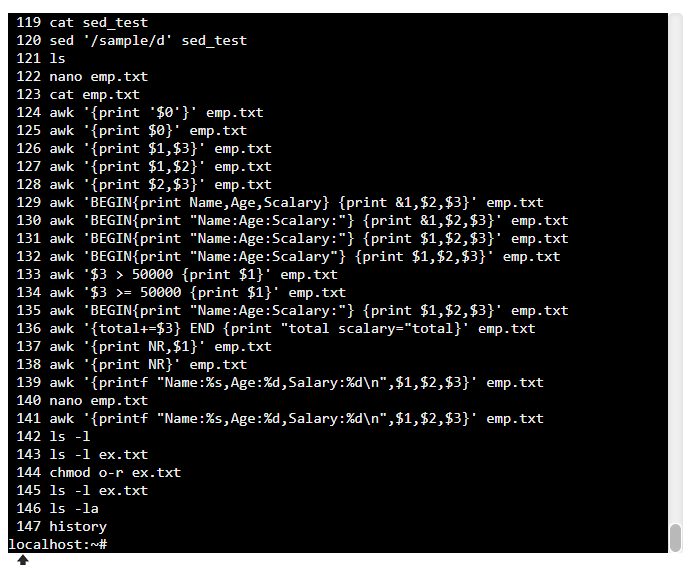 119 cat sed_test
120 sed '/sample/d' sed_test
121 ls
122 nano emp.txt
123 cat emp.txt
124 awk '{print '$0'}' emp.txt
125 awk '{print $0}' emp.txt
126 awk '{print $1,$3}' emp.txt
127 awk '{print $1,$2}' emp.txt
128 awk '{print $2,$3}' emp.txt
129 awk 'BEGIN{print Name,Age,Scalary} {print &1,$2,$3}' emp.txt
130 awk 'BEGIN{print "Name:Age:Scalary:"} {print &1,$2,$3}' emp.txt
131 awk 'BEGIN{print "Name:Age:Scalary:"} {print $1,$2,$3}' emp.txt
132 awk 'BEGIN{print "Name:Age:Scalary"} {print $1,$2,$3}' emp.txt
133 awk '$3 > 50000 {print $1}' emp.txt
134 awk '$3 >= 50000 {print $1}' emp.txt
135 awk 'BEGIN{print "Name:Age:Scalary:"} {print $1,$2,$3}' emp.txt
136 awk '{total+=$3} END {print "total scalary="total}' emp.txt
137 awk '{print NR,$1}' emp.txt
138 awk '{print NR}' emp.txt
139 awk '{printf "Name:%s,Age:%d,Salary:%d\n",$1,$2,$3}' emp.txt
140 nano emp.txt
141 awk '{printf "Name:%s,Age:%d,Salary:%d\n",$1,$2,$3}' emp.txt
142 ls -l
143 ls -l ex.txt
144 chmod o-r ex.txt
145 ls -l ex.txt
146 ls -la
147 history
localhost:~#